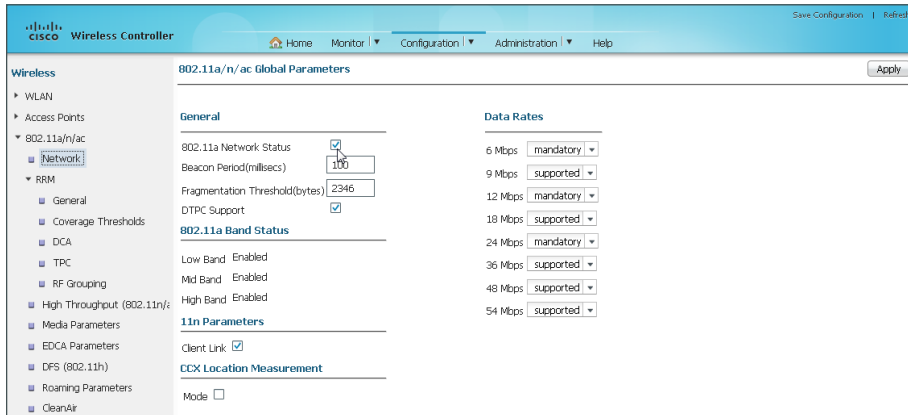 Save Configuration | Refresh
CISCO Wireless Controller
Home Monitor Configuration Administration Help
Wireless
WLAN
Access Points
802.11a/n/ac
Network
RRM
General
Coverage Thresholds
DCA
TPC
RF Grouping
High Throughput (802.11n/a
Media Parameters
EDCA Parameters
DFS (802.11h)
Roaming Parameters
CleanAir
802.11a/n/ac Global Parameters
Apply
General
802.11a Network Status
Beacon Period(millisecs) 100
Fragmentation Threshold(bytes) 2346
DTPC Support
802.11a Band Status
Low Band Enabled
Mid Band Enabled
High Band Enabled
11n Parameters
Client Link
CCX Location Measurement
Mode
Data Rates
6 Mbps mandatory
9 Mbps supported
12 Mbps mandatory
18 Mbps supported
24 Mbps mandatory
36 Mbps supported
48 Mbps supported
54 Mbps supported